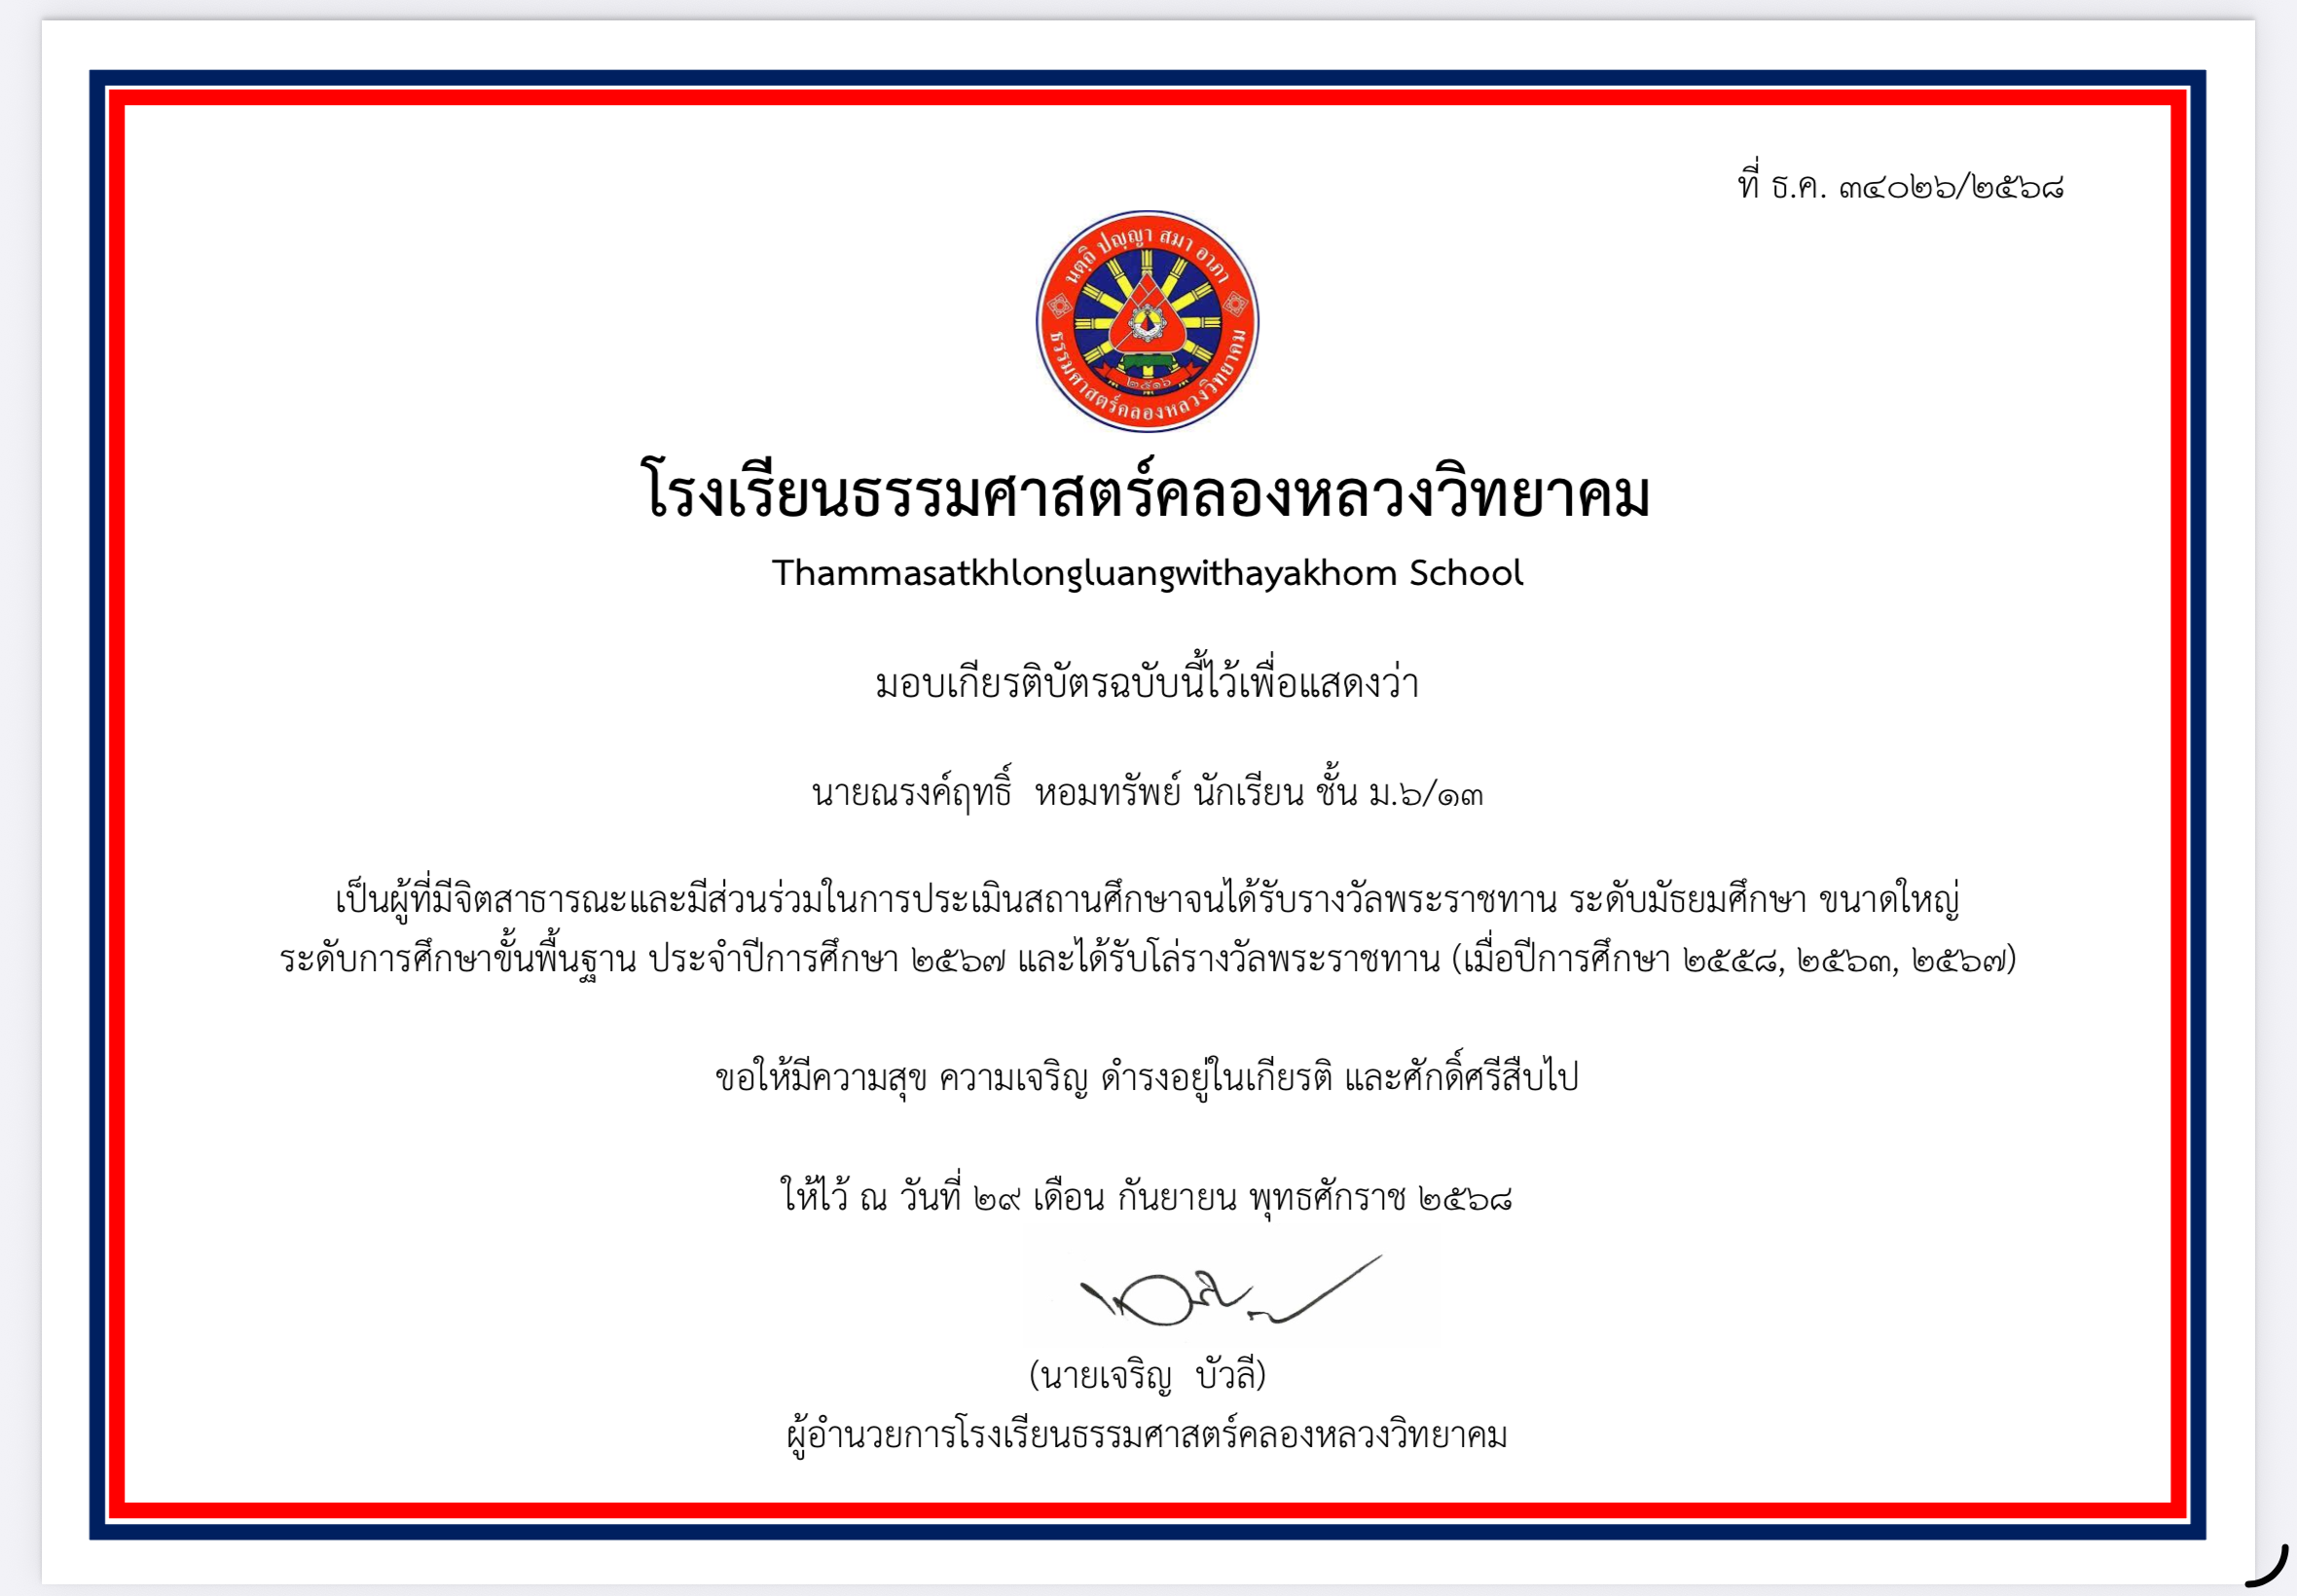 ที่ ธ.ค. ๓๔๐๒๖/๒๕๖๘
นตฺถิ ปญฺญา สมา อาภา
๒๕๑๖
ธรรมศาสตร์คลองหลวงวิทยาคม
โรงเรียนธรรมศาสตร์คลองหลวงวิทยาคม
Thammasatkhlongluangwithayakhom School
มอบเกียรติบัตรฉบับนี้ไว้เพื่อแสดงว่า
นายณรงค์ฤทธิ์  หอมทรัพย์ นักเรียน ชั้น ม.๖/๑๓
เป็นผู้ที่มีจิตสาธารณะและมีส่วนร่วมในการประเมินสถานศึกษาจนได้รับรางวัลพระราชทาน ระดับมัธยมศึกษา ขนาดใหญ่
ระดับการศึกษาขั้นพื้นฐาน ประจำปีการศึกษา ๒๕๖๗ และได้รับโล่รางวัลพระราชทาน (เมื่อปีการศึกษา ๒๕๕๘, ๒๕๖๓, ๒๕๖๗)
ขอให้มีความสุข ความเจริญ ดำรงอยู่ในเกียรติ และศักดิ์ศรีสืบไป
ให้ไว้ ณ วันที่ ๒๙ เดือน กันยายน พุทธศักราช ๒๕๖๘
(นายเจริญ  บัวลี)
ผู้อำนวยการโรงเรียนธรรมศาสตร์คลองหลวงวิทยาคม